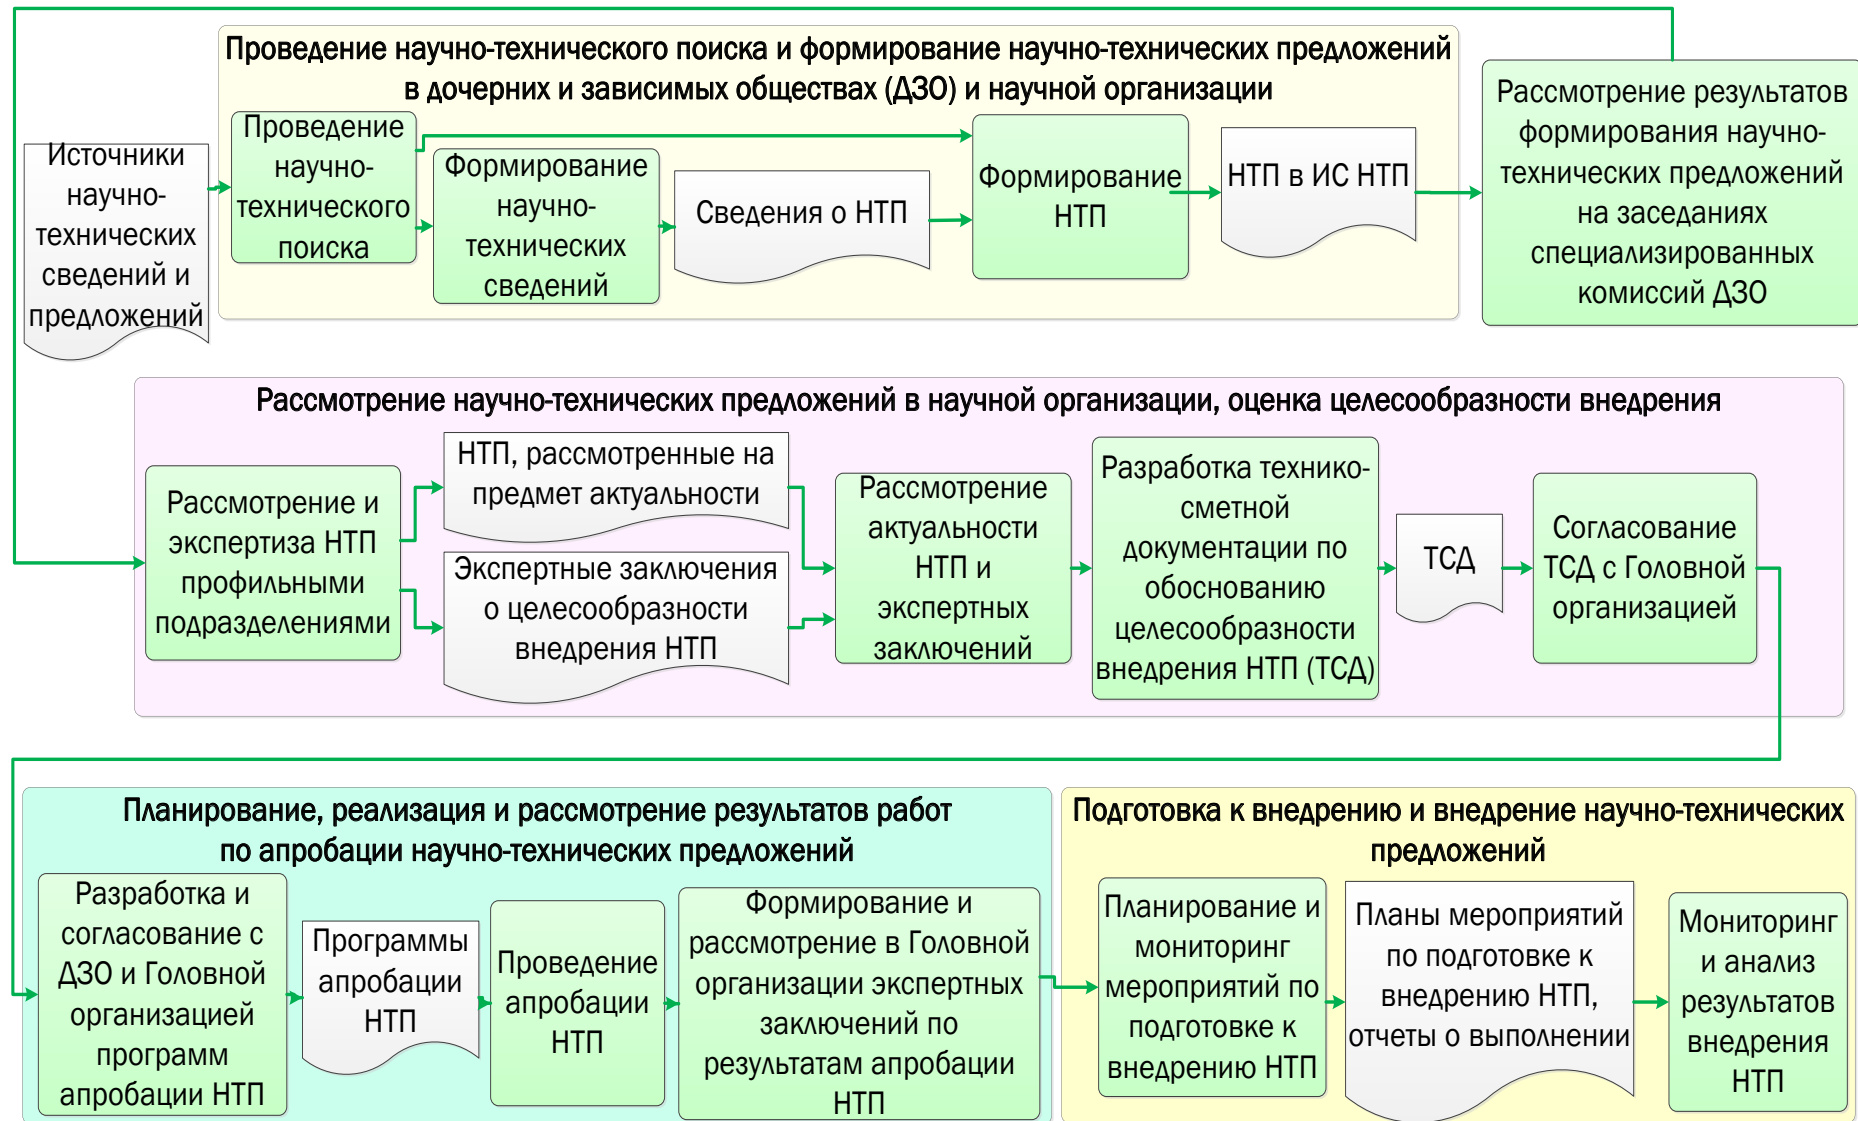 Проведение научно-технического поиска и формирование научно-технических предложений
в дочерних и зависимых обществах (ДЗО) и научной организации
Источники
научно-
технических
сведений и
предложений
Проведение
научно-
технического
поиска
Формирование
научно-
технических
сведений
Сведения о НТП
Формирование
НТП
НТП в ИС НТП
Рассмотрение результатов
формирования научно-
технических предложений
на заседаниях
специализированных
комиссий ДЗО
Рассмотрение научно-технических предложений в научной организации, оценка целесообразности внедрения
Рассмотрение и
экспертиза НТП
профильными
подразделениями
НТП, рассмотренные на
предмет актуальности
Экспертные заключения
о целесообразности
внедрения НТП
Рассмотрение
актуальности
НТП и
экспертных
заключений
Разработка технико-
сметной
документации по
обоснованию
целесообразности
внедрения НТП (ТСД)
ТСД
Согласование
ТСД с Головной
организацией
Планирование, реализация и рассмотрение результатов работ
по апробации научно-технических предложений
Разработка и
согласование с
ДЗО и Головной
организацией
программ
апробации НТП
Программы
апробации
НТП
Проведение
апробации
НТП
Формирование и
рассмотрение в Головной
организации экспертных
заключений по
результатам апробации
НТП
Подготовка к внедрению и внедрение научно-технических
предложений
Планирование и
мониторинг
мероприятий по
подготовке к
внедрению НТП
Планы мероприятий
по подготовке к
внедрению НТП,
отчеты о выполнении
Мониторинг
и анализ
результатов
внедрения
НТП